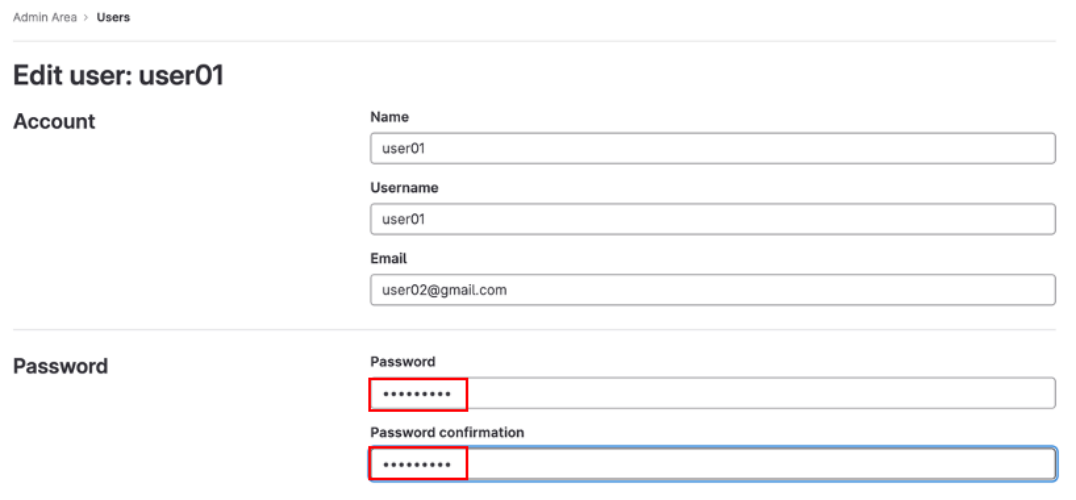 Admin Area > Users
Edit user: user01
Account
Name
user01
Username
user01
Email
user02@gmail.com
Password
Password
•••••••••
Password confirmation
•••••••••